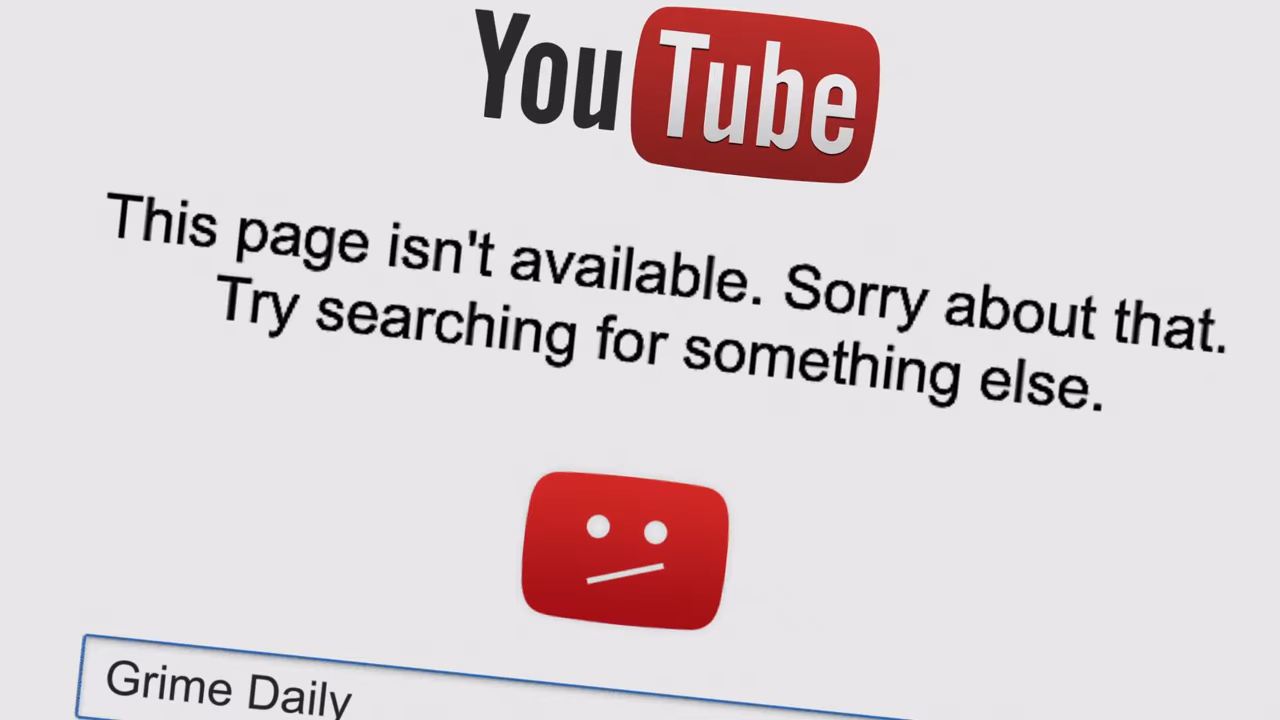 YouTube
This page isn't available. Sorry about that.
Try searching for something else.
Grime Daily